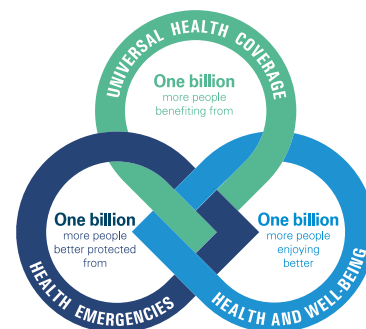 UNIVERSAL HEALTH COVERAGE
One billion
more people
benefiting from
One billion
more people
better protected
from
HEALTH EMERGENCIES
One billion
more people
enjoying
better
HEALTH AND WELL-BEING